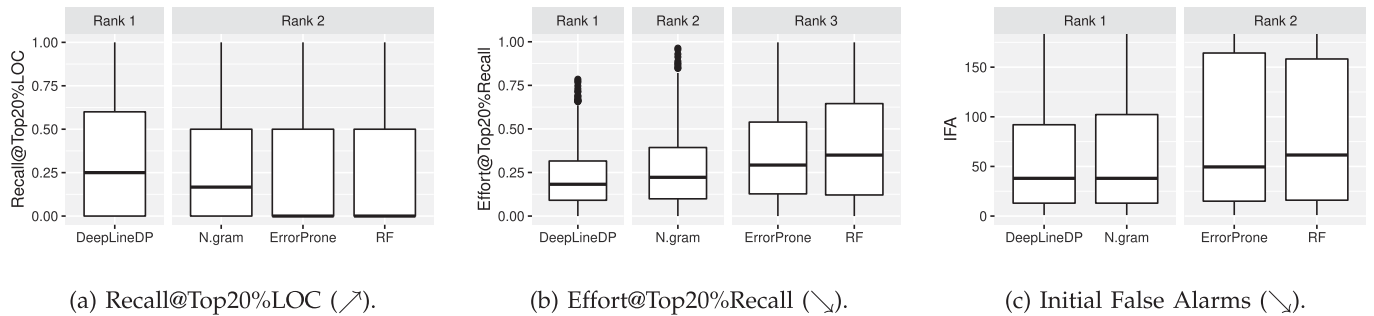 Rank 1
Rank 2
Recall@Top20%LOC
1.00
0.75
0.50
0.25
0.00
DeepLineDP
N.gram
ErrorProne
RF
(a) Recall@Top20%LOC (↗).
Rank 1
Rank 2
Rank 3
Effort@Top20%Recall
1.00
0.75
0.50
0.25
0.00
DeepLineDP
N.gram
ErrorProne
RF
(b) Effort@Top20%Recall (↘).
Rank 1
Rank 2
IFA
150
100
50
0
DeepLineDP
N.gram
ErrorProne
RF
(c) Initial False Alarms (↘).